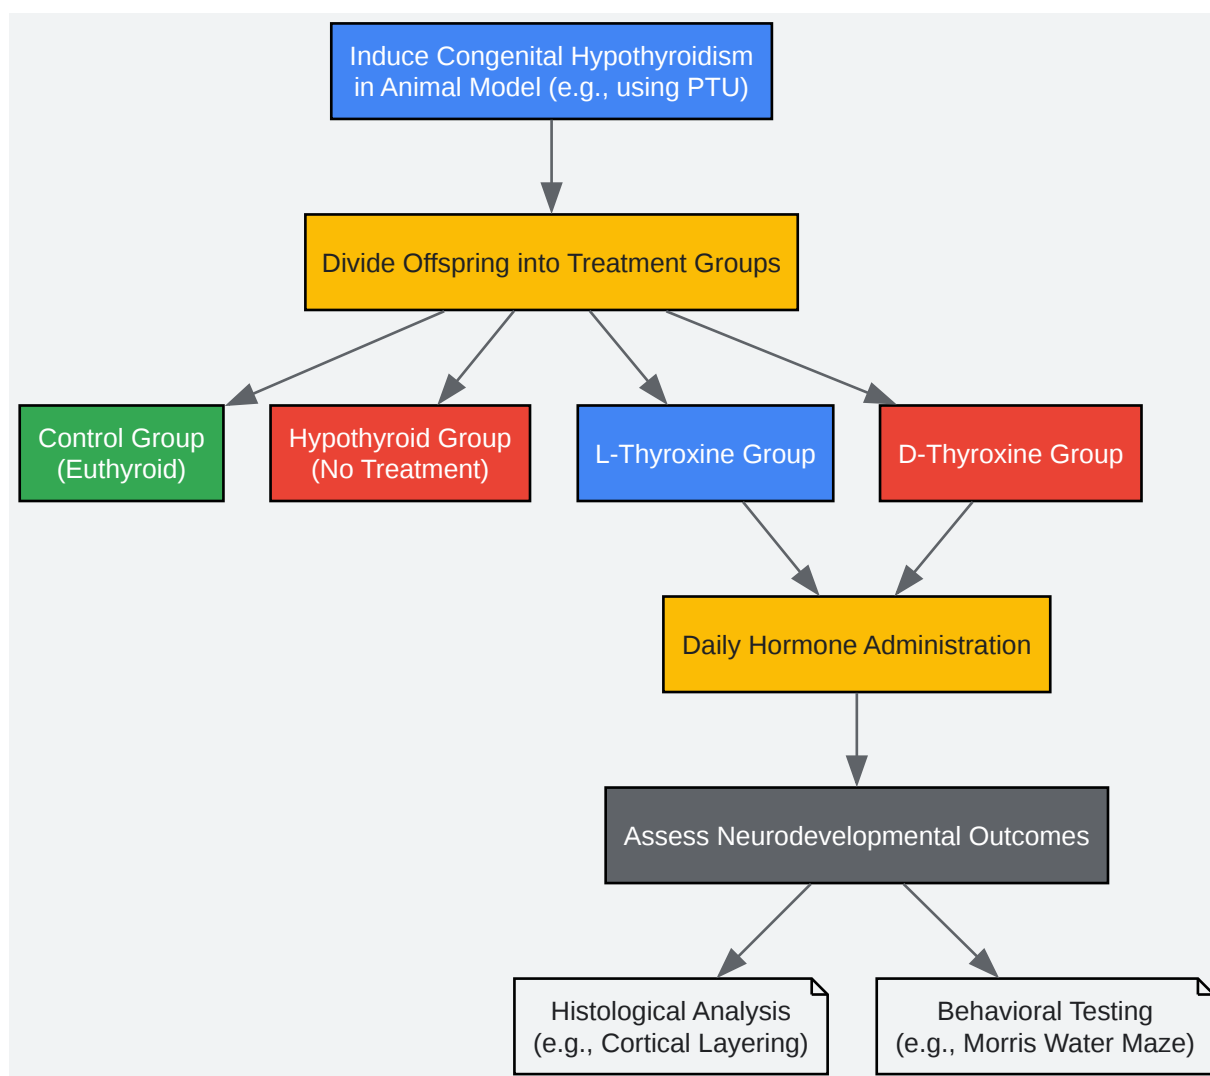 Induce Congenital Hypothyroidism
in Animal Model (e.g., using PTU)
Divide Offspring into Treatment Groups
Control Group
(Euthyroid)
Hypothyroid Group
(No Treatment)
L-Thyroxine Group
D-Thyroxine Group
Daily Hormone Administration
Assess Neurodevelopmental Outcomes
Histological Analysis
(e.g., Cortical Layering)
Behavioral Testing
(e.g., Morris Water Maze)